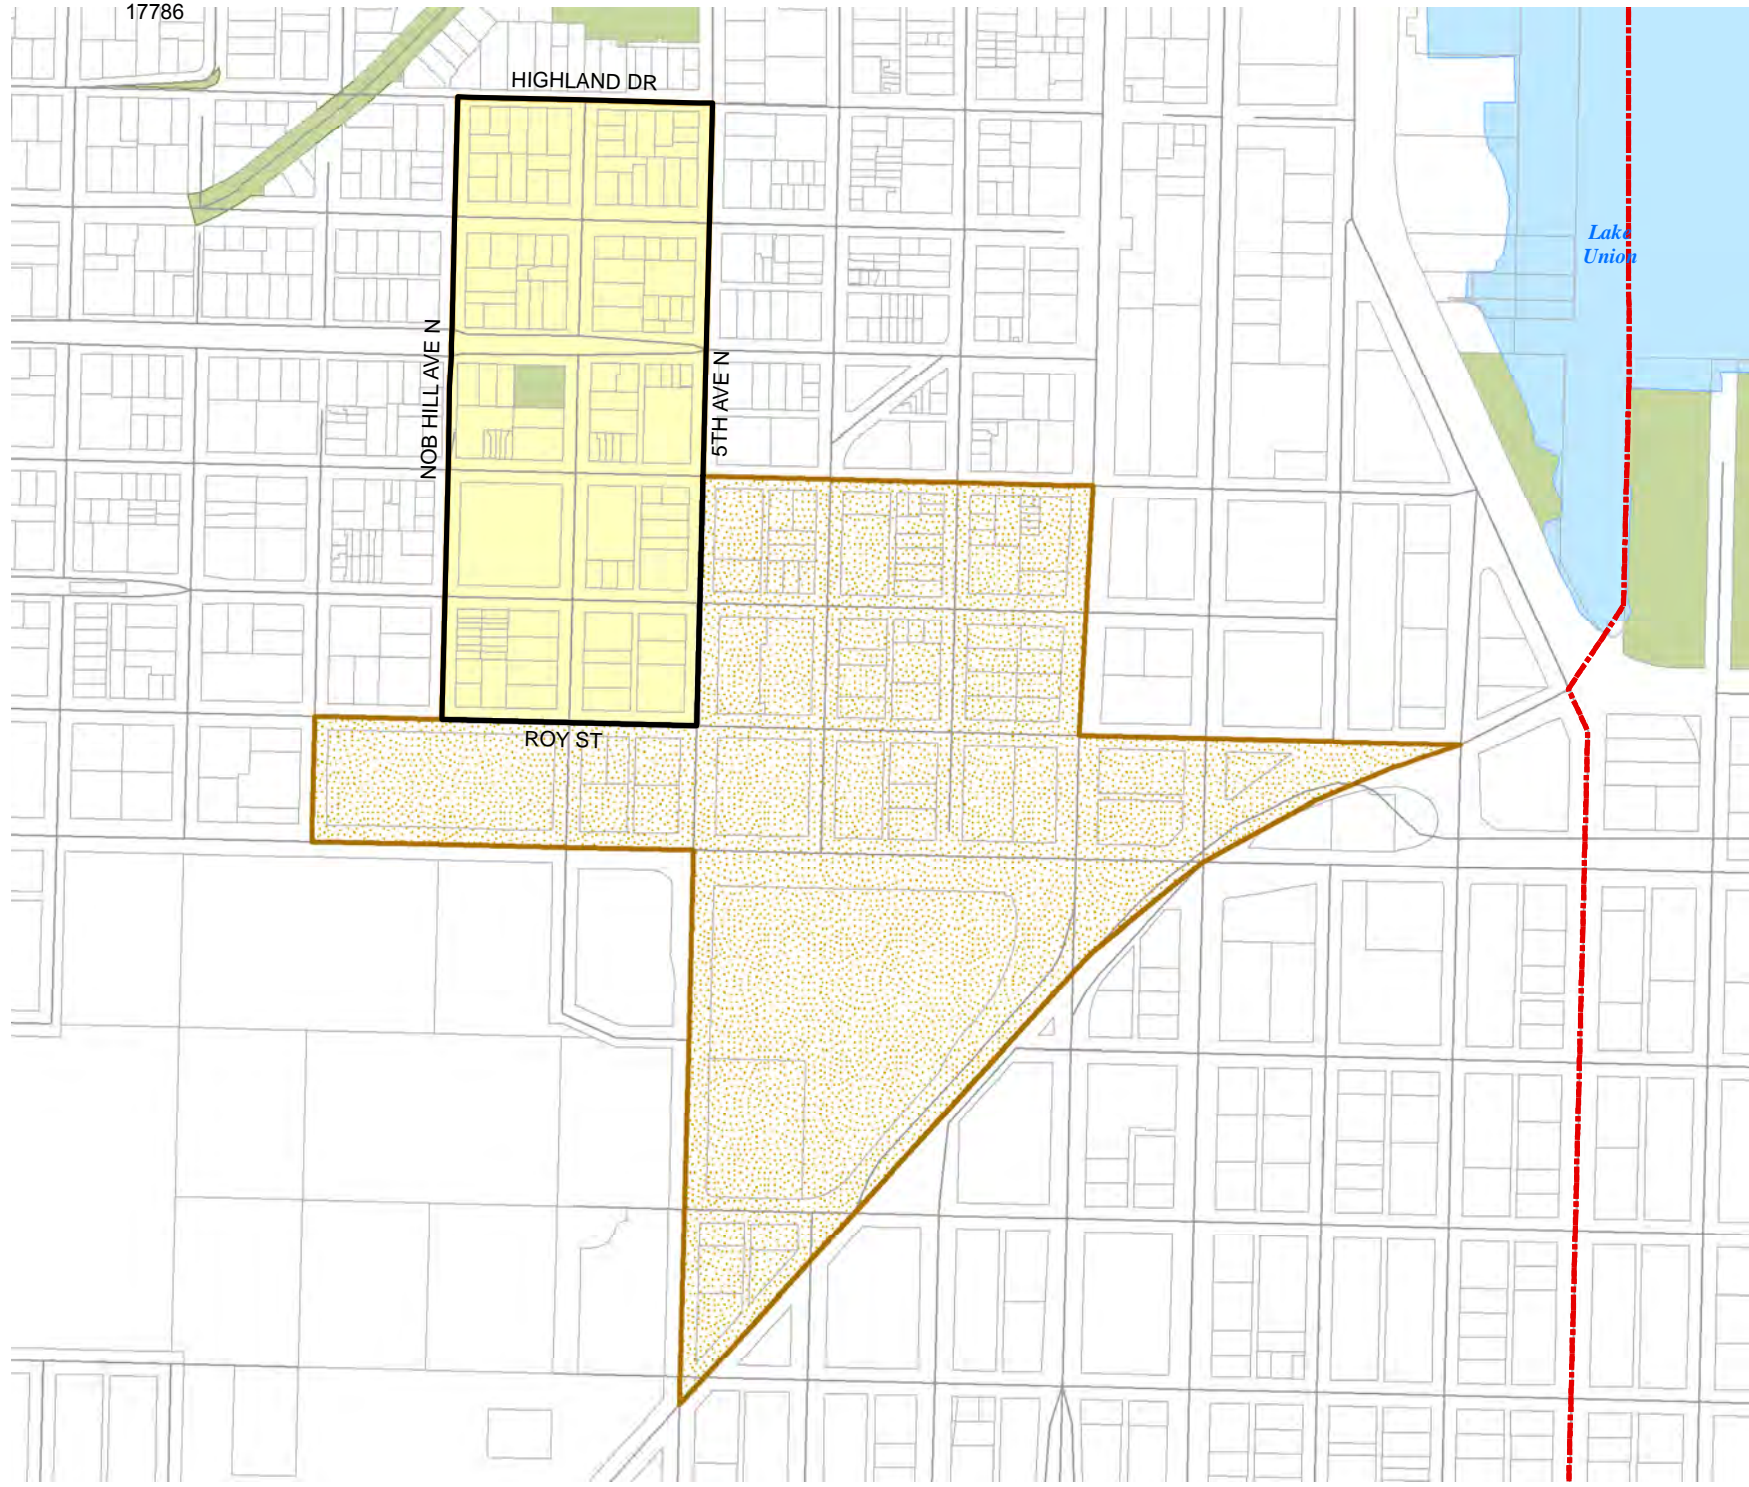 17786
HIGHLAND DR
Lake
Union
NOB HILL AVE N
5TH AVE N
ROY ST